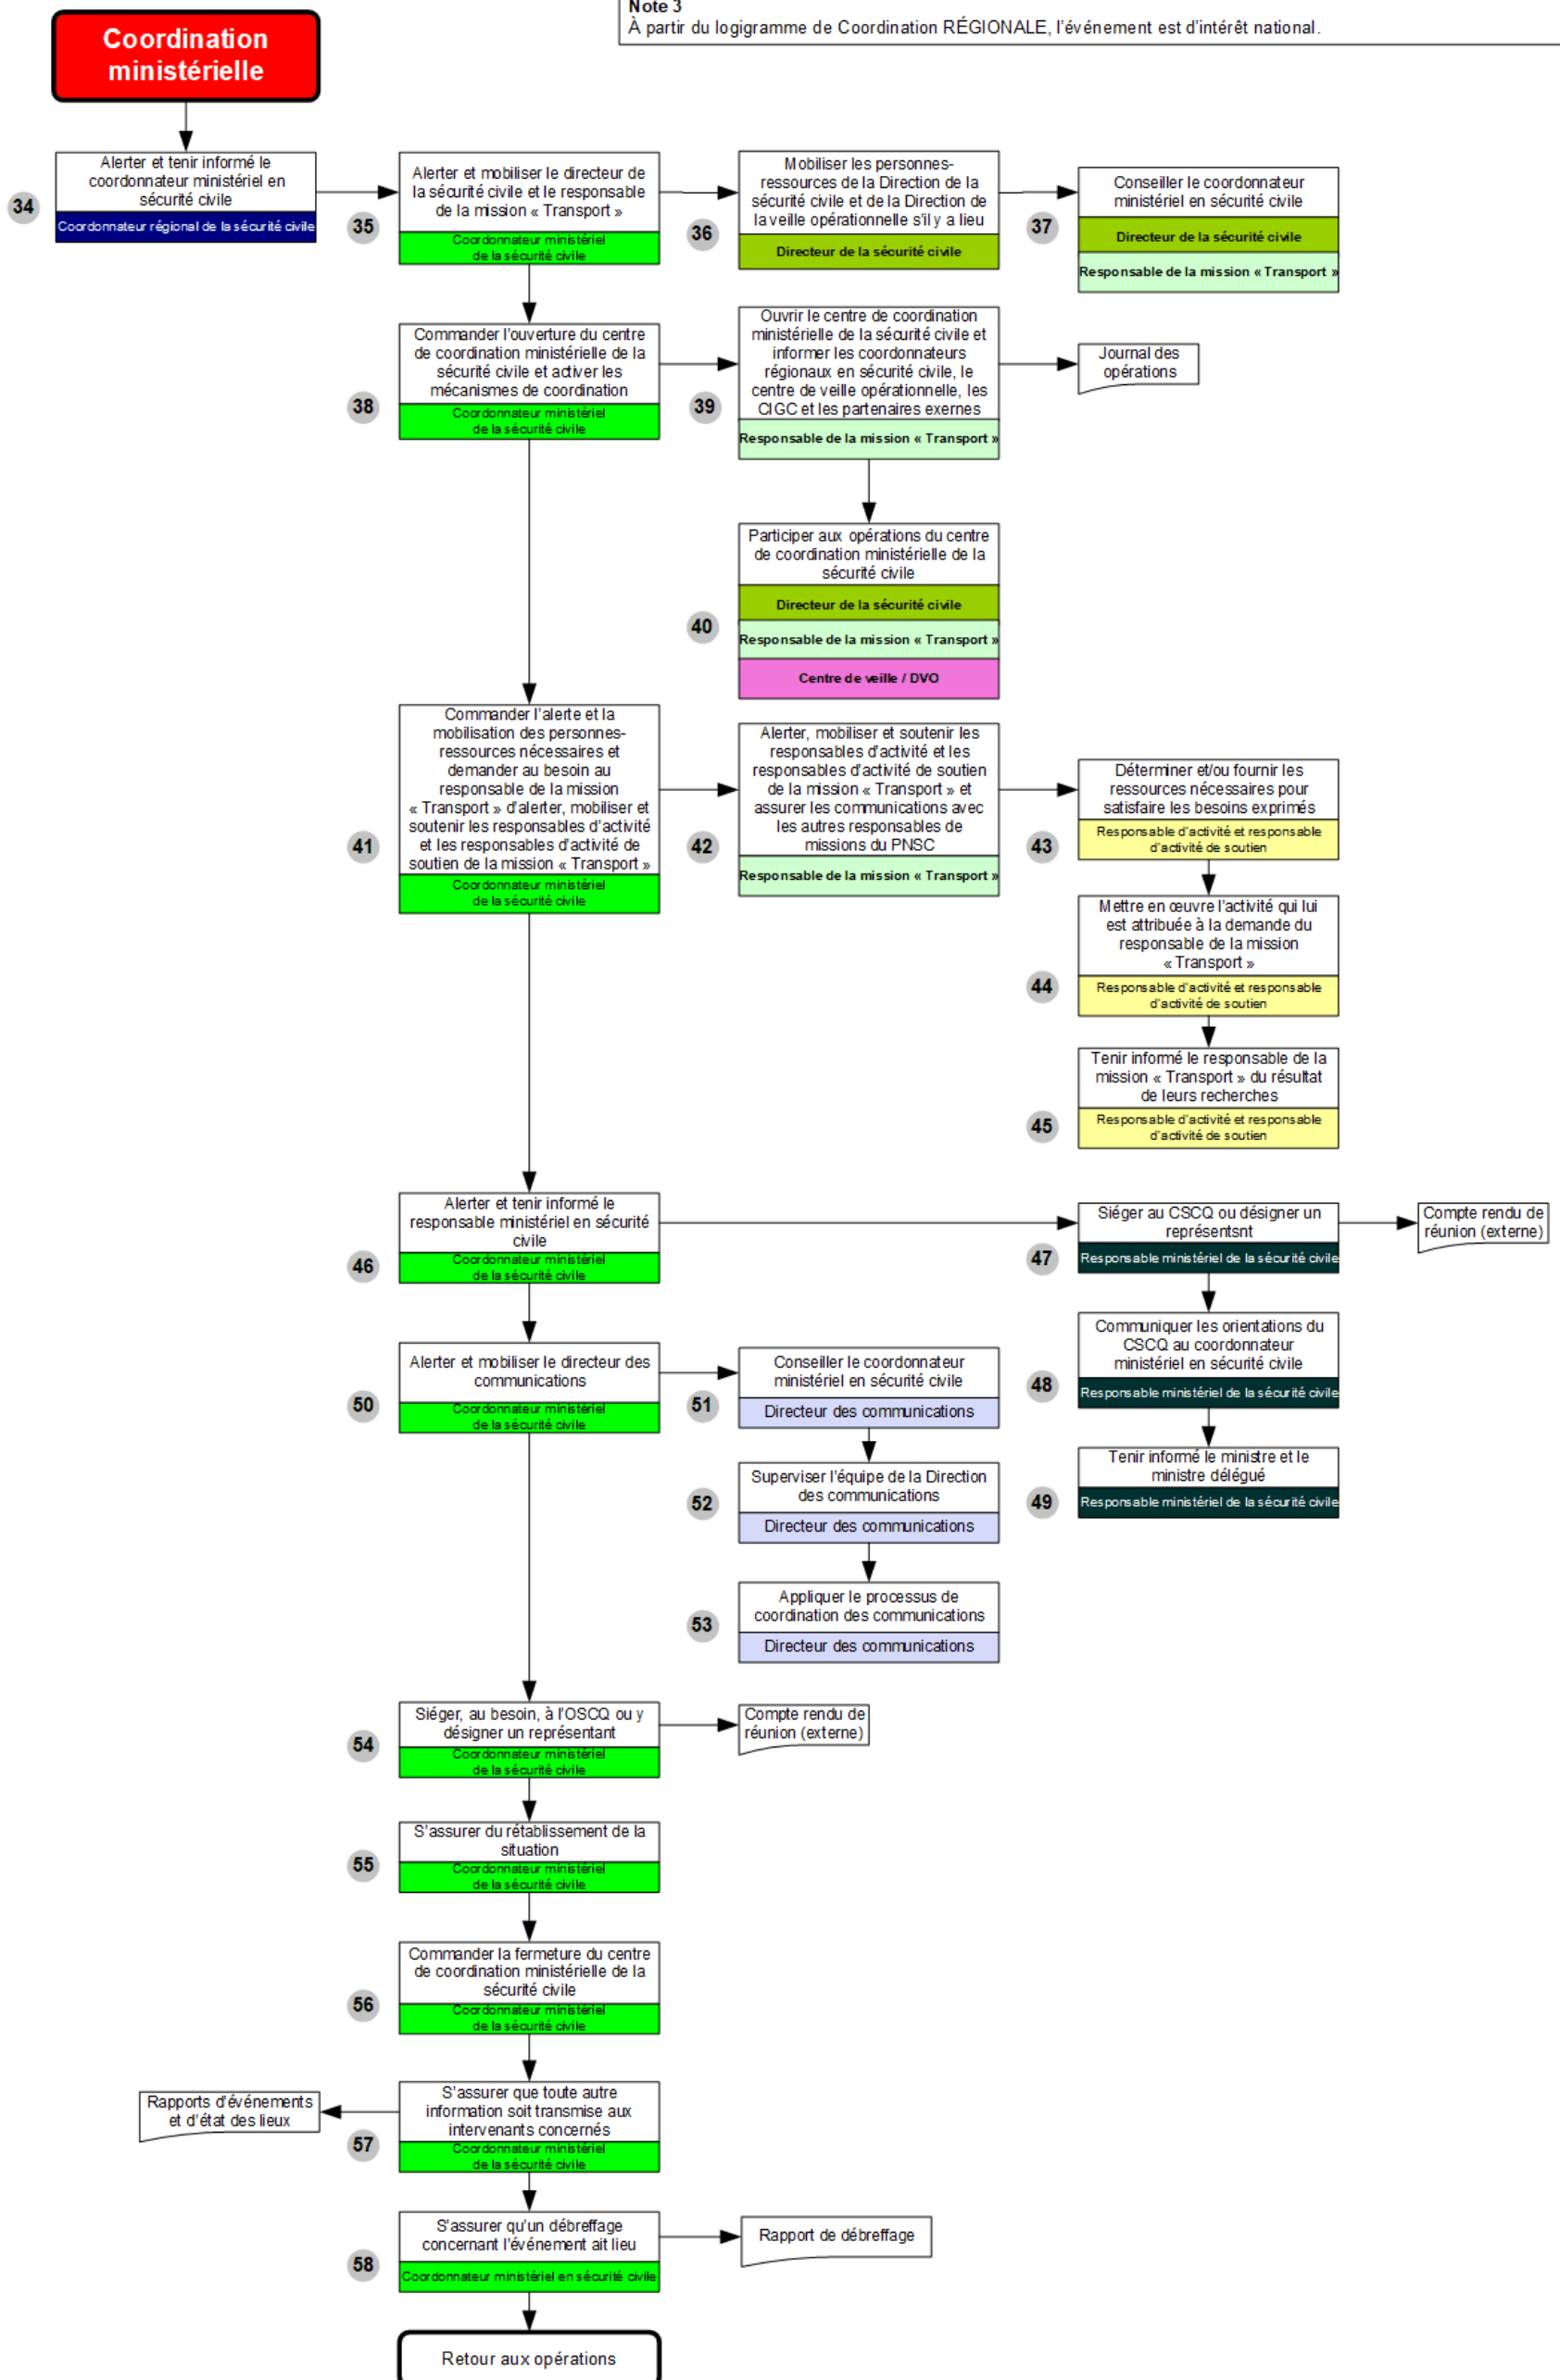 Note 3
À partir du logigramme de Coordination RÉGIONALE, l'événement est d'intérêt national.
Coordination
ministérielle
34
Alerter et tenir informé le
coordonnateur ministériel en
sécurité civile
Coordonnateur régional de la sécurité civile
35
Alerter et mobiliser le directeur de
la sécurité civile et le responsable
de la mission « Transport »
Coordonnateur ministériel
de la sécurité civile
36
Mobiliser les personnes-
ressources de la Direction de la
sécurité civile et de la Direction de
la veille opérationnelle s'il y a lieu
Directeur de la sécurité civile
37
Conseiller le coordonnateur
ministériel en sécurité civile
Directeur de la sécurité civile
Responsable de la mission « Transport »
38
Commander l'ouverture du centre
de coordination ministérielle de la
sécurité civile et activer les
mécanismes de coordination
Coordonnateur ministériel
de la sécurité civile
39
Ouvrir le centre de coordination
ministérielle de la sécurité civile et
informer les coordonnateurs
régionaux en sécurité civile, le
centre de veille opérationnelle, les
CIGC et les partenaires exernes
Responsable de la mission « Transport »
Journal des
opérations
40
Participer aux opérations du centre
de coordination ministérielle de la
sécurité civile
Directeur de la sécurité civile
Responsable de la mission « Transport »
Centre de veille / DVO
41
Commander l'alerte et la
mobilisation des personnes-
ressources nécessaires et
demander au besoin au
responsable de la mission
« Transport » d'alerter, mobiliser et
soutenir les responsables d'activité
et les responsables d'activité de
soutien de la mission « Transport »
Coordonnateur ministériel
de la sécurité civile
42
Alerter, mobiliser et soutenir les
responsables d'activité et les
responsables d'activité de soutien
de la mission « Transport » et
assurer les communications avec
les autres responsables de
missions du PNSC
Responsable de la mission « Transport »
43
Déterminer et/ou fournir les
ressources nécessaires pour
satisfaire les besoins exprimés
Responsable d'activité et responsable
d'activité de soutien
44
Mettre en œuvre l'activité qui lui
est attribuée à la demande du
responsable de la mission
« Transport »
Responsable d'activité et responsable
d'activité de soutien
45
Tenir informé le responsable de la
mission « Transport » du résultat
de leurs recherches
Responsable d'activité et responsable
d'activité de soutien
46
Alerter et tenir informé le
responsable ministériel en sécurité
civile
Coordonnateur ministériel
de la sécurité civile
47
Siéger au CSCQ ou désigner un
représentsnt
Responsable ministériel de la sécurité civile
Compte rendu de
réunion (externe)
48
Communiquer les orientations du
CSCQ au coordonnateur
ministériel en sécurité civile
Responsable ministériel de la sécurité civile
49
Tenir informé le ministre et le
ministre délégué
Responsable ministériel de la sécurité civile
50
Alerter et mobiliser le directeur des
communications
Coordonnateur ministériel
de la sécurité civile
51
Conseiller le coordonnateur
ministériel en sécurité civile
Directeur des communications
52
Superviser l'équipe de la Direction
des communications
Directeur des communications
53
Appliquer le processus de
coordination des communications
Directeur des communications
54
Siéger, au besoin, à l'OSCQ ou y
désigner un représentant
Coordonnateur ministériel
de la sécurité civile
Compte rendu de
réunion (externe)
55
S'assurer du rétablissement de la
situation
Coordonnateur ministériel
de la sécurité civile
56
Commander la fermeture du centre
de coordination ministérielle de la
sécurité civile
Coordonnateur ministériel
de la sécurité civile
57
S'assurer que toute autre
information soit transmise aux
intervenants concernés
Coordonnateur ministériel
de la sécurité civile
Rapports d'événements
et d'état des lieux
58
S'assurer qu'un débreffage
concernant l'événement ait lieu
Coordonnateur ministériel en sécurité civile
Rapport de débreffage
Retour aux opérations